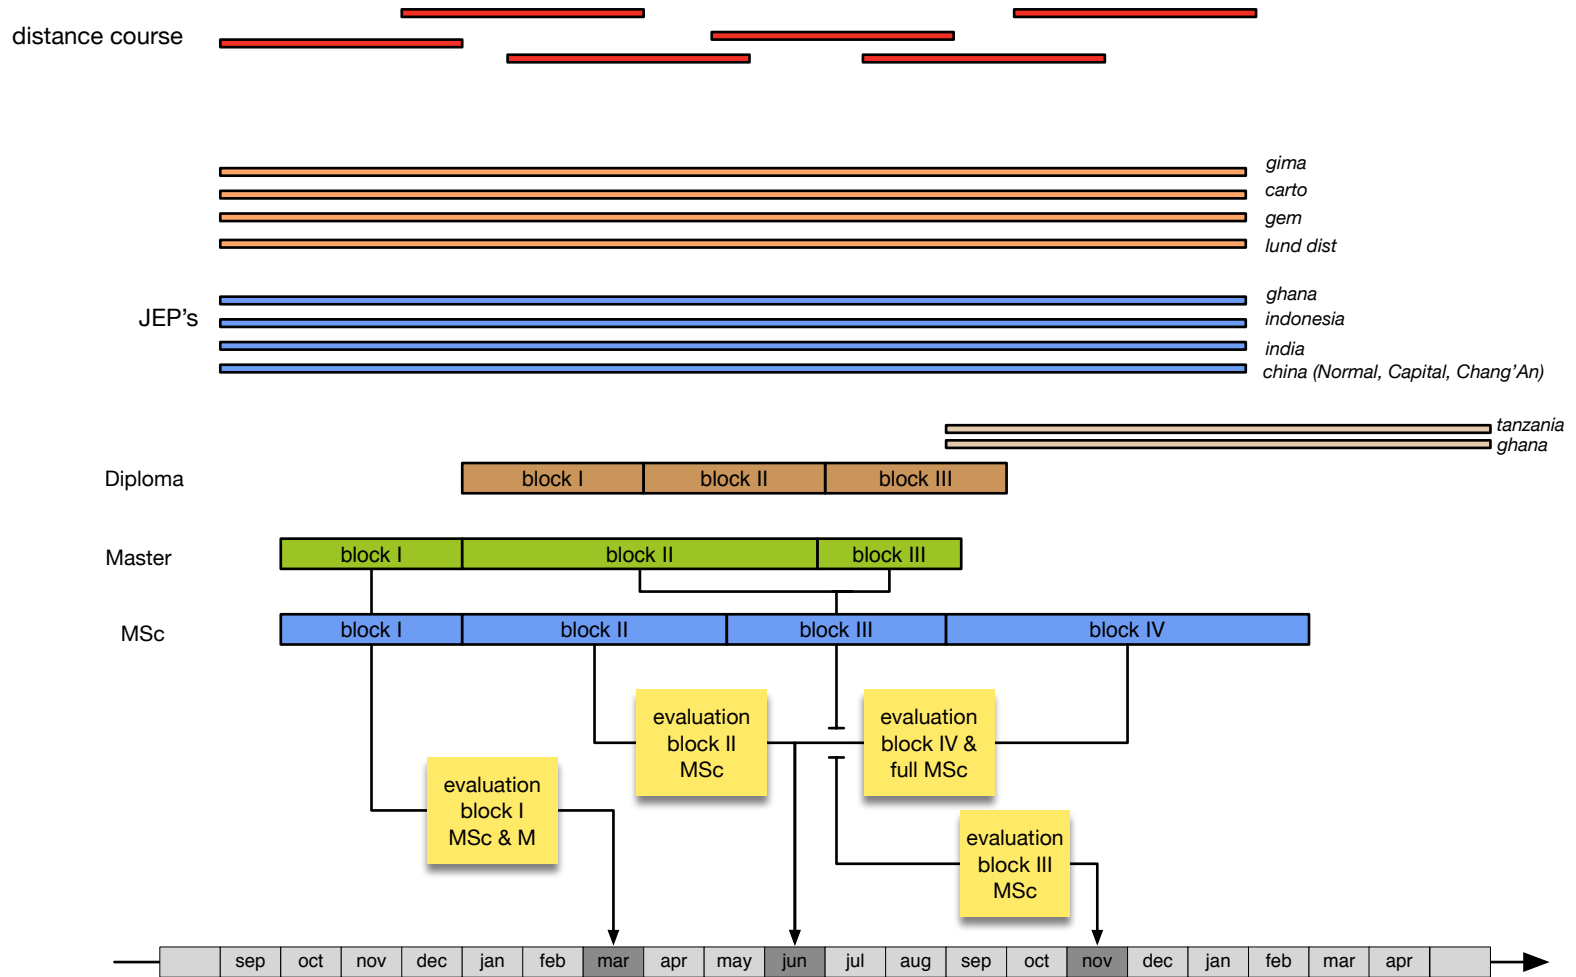 distance course
gima
carto
gem
lund dist
JEP's
ghana
indonesia
india
china (Normal, Capital, Chang'An)
tanzania
ghana
Diploma
block I
block II
block III
Master
block I
block II
block III
MSc
block I
block II
block III
block IV
evaluation
block II
MSc
evaluation
block IV &
full MSc
evaluation
block I
MSc & M
evaluation
block III
MSc
sep oct nov dec jan feb mar apr may jun jul aug sep oct nov dec jan feb mar apr